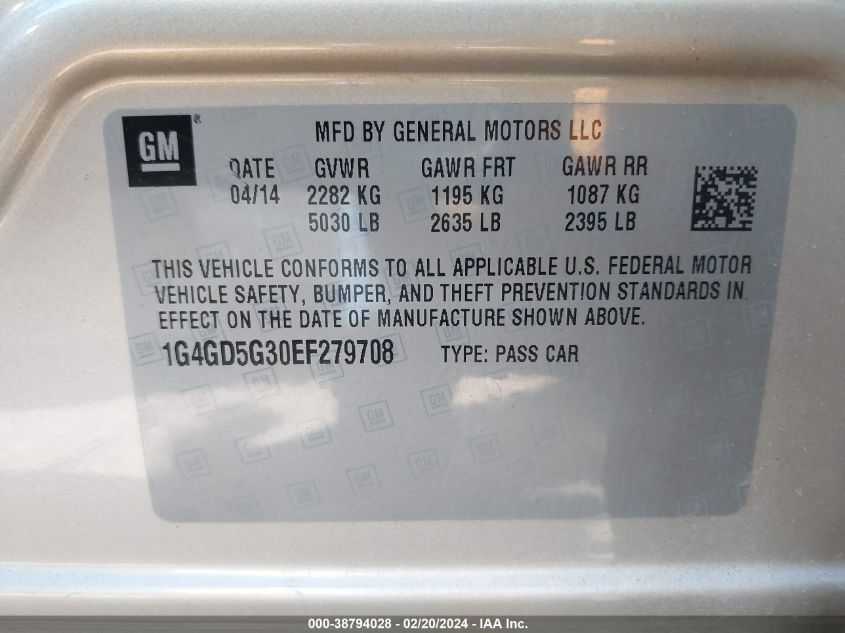 GM ®
MFD BY GENERAL MOTORS LLC
DATE GVWR GAWR FRT GAWR RR
04/14 2282 KG 1195 KG 1087 KG
5030 LB 2635 LB 2395 LB
THIS VEHICLE CONFORMS TO ALL APPLICABLE U.S. FEDERAL MOTOR
VEHICLE SAFETY, BUMPER, AND THEFT PREVENTION STANDARDS IN
EFFECT ON THE DATE OF MANUFACTURE SHOWN ABOVE.
1G4GD5G30EF279708 TYPE: PASS CAR
000-38794028 - 02/20/2024 - IAA Inc.